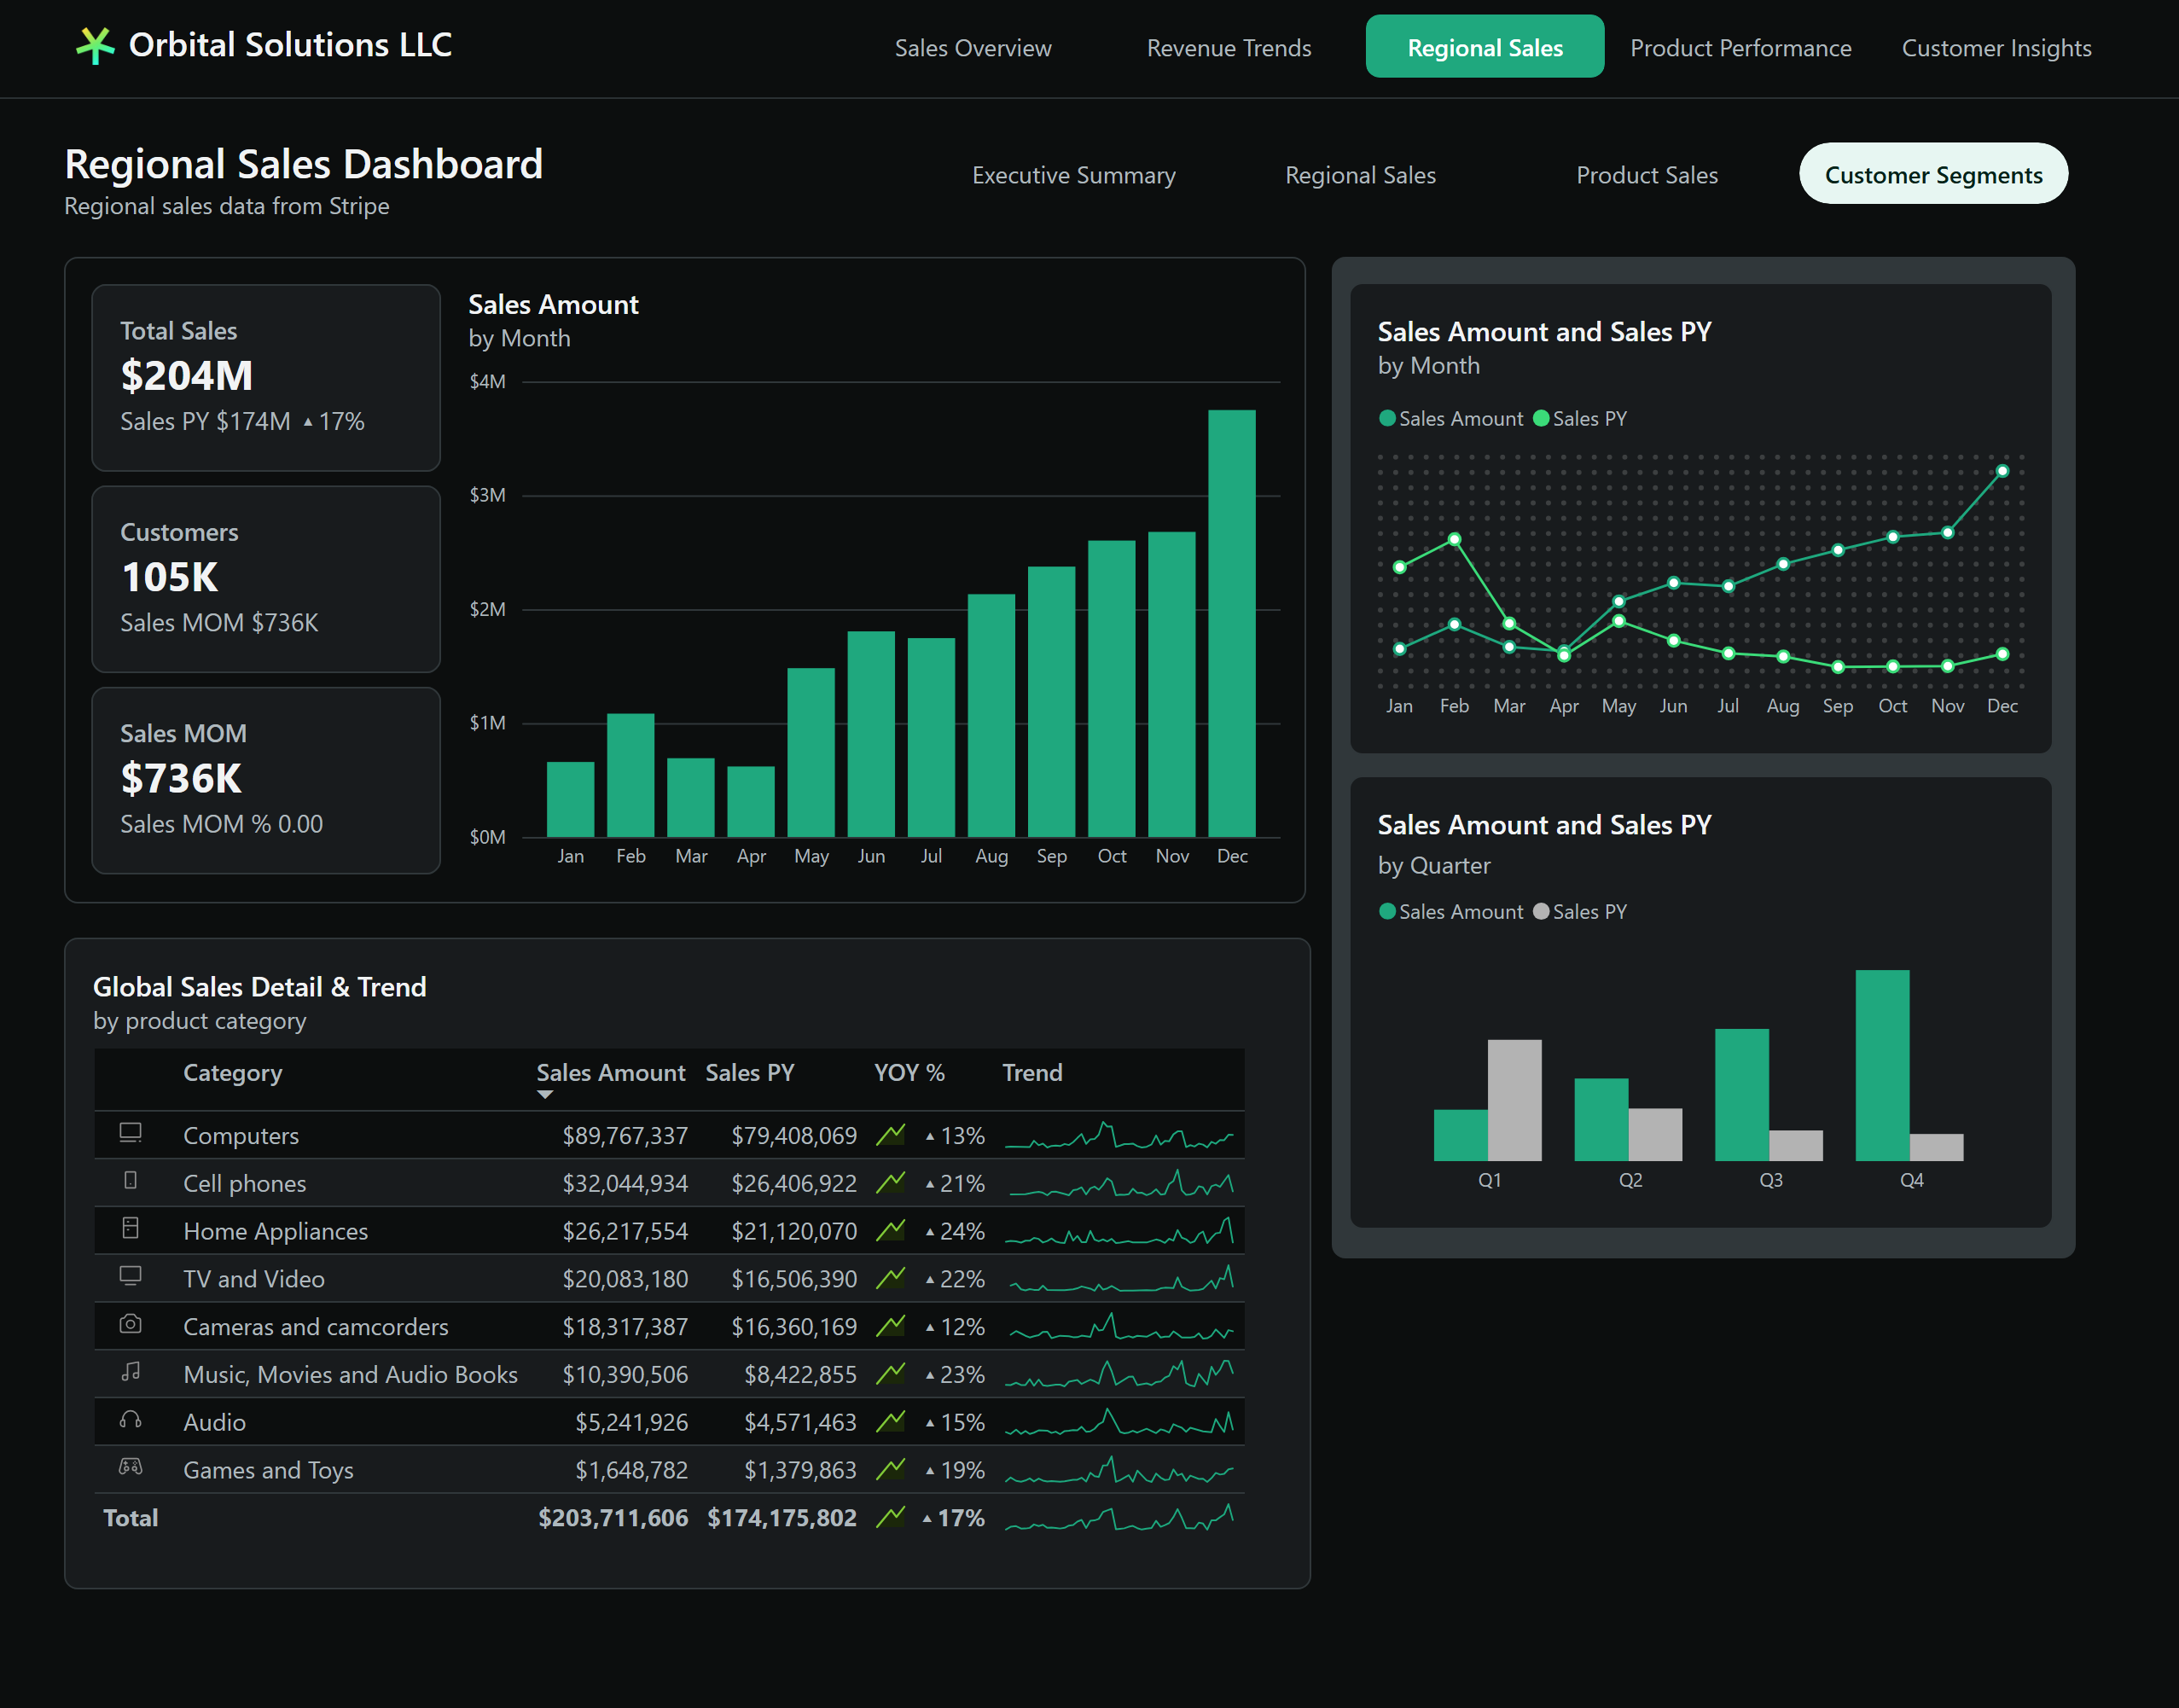 Orbital Solutions LLC
Sales Overview
Revenue Trends
Regional Sales
Product Performance
Customer Insights
Regional Sales Dashboard
Regional sales data from Stripe
Executive Summary
Regional Sales
Product Sales
Customer Segments
Total Sales
$204M
Sales PY $174M ▲ 17%
Customers
105K
Sales MOM $736K
Sales MOM
$736K
Sales MOM % 0.00
Sales Amount
by Month
$4M
$3M
$2M
$1M
$0M
Jan Feb Mar Apr May Jun Jul Aug Sep Oct Nov Dec
Sales Amount and Sales PY
by Month
Sales Amount Sales PY
Jan Feb Mar Apr May Jun Jul Aug Sep Oct Nov Dec
Sales Amount and Sales PY
by Quarter
Sales Amount Sales PY
Q1 Q2 Q3 Q4
Global Sales Detail & Trend
by product category
Category Sales Amount Sales PY YOY % Trend
Computers $89,767,337 $79,408,069 ▲ 13%
Cell phones $32,044,934 $26,406,922 ▲ 21%
Home Appliances $26,217,554 $21,120,070 ▲ 24%
TV and Video $20,083,180 $16,506,390 ▲ 22%
Cameras and camcorders $18,317,387 $16,360,169 ▲ 12%
Music, Movies and Audio Books $10,390,506 $8,422,855 ▲ 23%
Audio $5,241,926 $4,571,463 ▲ 15%
Games and Toys $1,648,782 $1,379,863 ▲ 19%
Total $203,711,606 $174,175,802 ▲ 17%